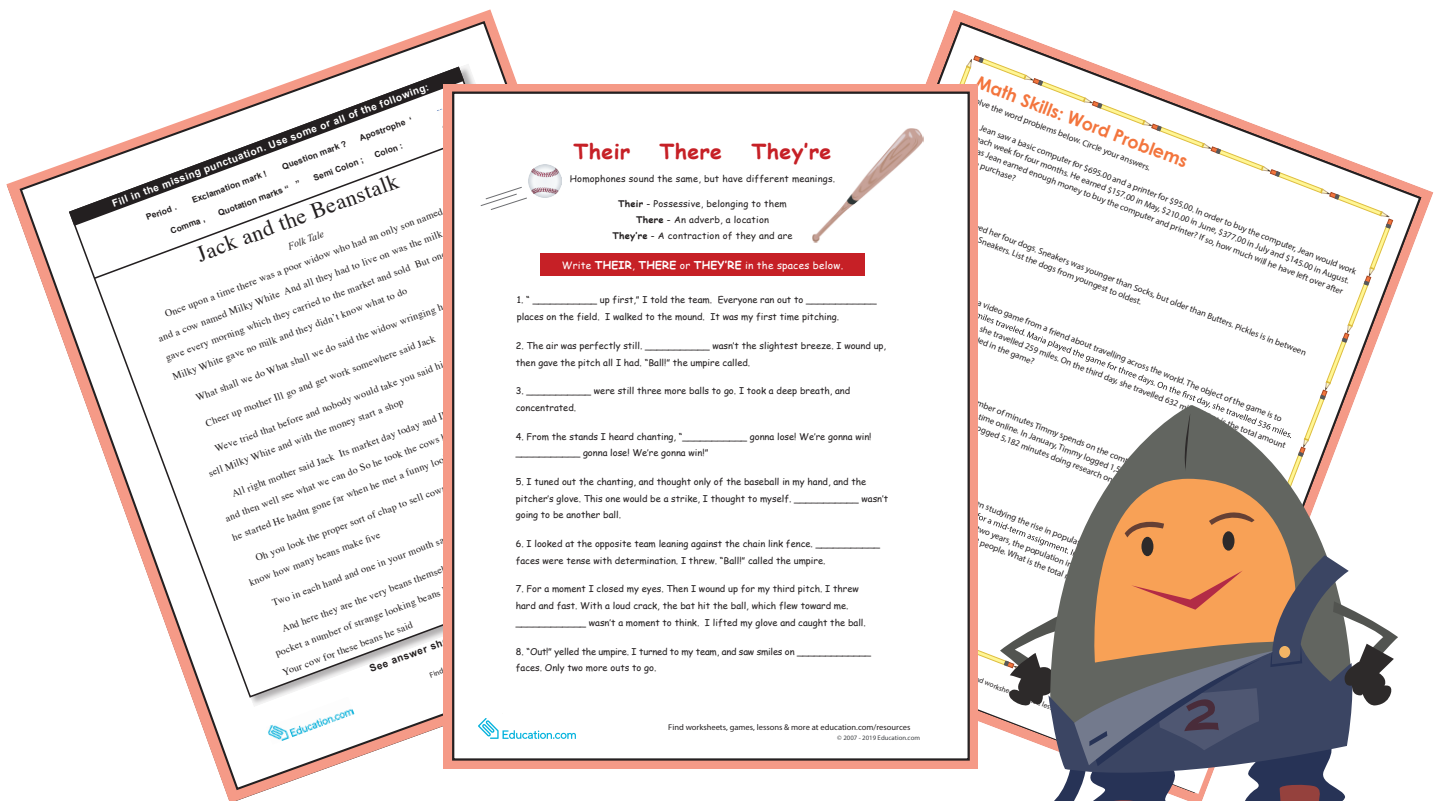 Fill in the missing punctuation. Use some or all of the following:
Period . Exclamation mark ! Question mark ? Apostrophe '
Comma , Quotation marks “ ” Semi Colon ; Colon :
Jack and the Beanstalk
Folk Tale
Once upon a time there was a poor widow who had an only son named
and a cow named Milky White And all they had to live on was the milk
gave every morning which they carried to the market and sold But one
Milky White gave no milk and they didn’t know what to do
What shall we do What shall we do said the widow wringing
Cheer up mother Ill go and get work somewhere said Jack
Weve tried that before and nobody would take you said
sell Milky White and with the money start a shop
All right mother said Jack Its market day today and
and then well see what we can do So he took the cows
he started He hadnt gone far when he met a funny
Oh you look the proper sort of chap to sell
know how many beans make five
Two in each hand and one in your mouth
And here they are the very beans
pocket a number of strange looking beans
Your cow for these beans he said
See answer
Education.com
Their There They’re
Homophones sound the same, but have different meanings.
Their - Possessive, belonging to them
There - An adverb, a location
They’re - A contraction of they and are
Write THEIR, THERE or THEY’RE in the spaces below.
1. “ ____________ up first,” I told the team. Everyone ran out to _____________
places on the field. I walked to the mound. It was my first time pitching.
2. The air was perfectly still. ____________ wasn’t the slightest breeze. I wound up,
then gave the pitch all I had. “Ball!” the umpire called.
3. ____________ were still three more balls to go. I took a deep breath, and
concentrated.
4. From the stands I heard chanting, “____________ gonna lose! We’re gonna win!
____________ gonna lose! We’re gonna win!”
5. I tuned out the chanting, and thought only of the baseball in my hand, and the
pitcher’s glove. This one would be a strike, I thought to myself. ____________ wasn’t
going to be another ball.
6. I looked at the opposite team leaning against the chain link fence. ____________
faces were tense with determination. I threw. “Ball!” called the umpire.
7. For a moment I closed my eyes. Then I wound up for my third pitch. I threw
hard and fast. With a loud crack, the bat hit the ball, which flew toward me.
_____________ wasn’t a moment to think. I lifted my glove and caught the ball.
8. “Out!” yelled the umpire. I turned to my team, and saw smiles on ______________
faces. Only two more outs to go.
Education.com
Find worksheets, games, lessons & more at education.com/resources
© 2007 - 2019 Education.com
Math Skills: Word Problems
the word problems below. Circle your answers.
Jean saw a basic computer for $695.00 and a printer for $95.00. In order to buy the computer, Jean would work
each week for four months. He earned $157.00 in May, $210.00 in June, $377.00 in July and $145.00 in August.
Jean earned enough money to buy the computer and printer? If so, how much will he have left over after
purchase?
her four dogs. Sneakers was younger than Socks, but older than Butters. Pickles is in between
Sneakers. List the dogs from youngest to oldest.
a video game from a friend about travelling across the world. The object of the game is to
miles traveled. Maria played the game for three days. On the first day, she travelled 536 miles.
she travelled 259 miles. On the third day, she travelled 632 is the total amount
in the game?
of minutes Timmy spends on the
time online. In January, Timmy logged
5,182 minutes doing research
studying the rise in
for a mid-term assignment.
two years, the population
people. What is the total
2